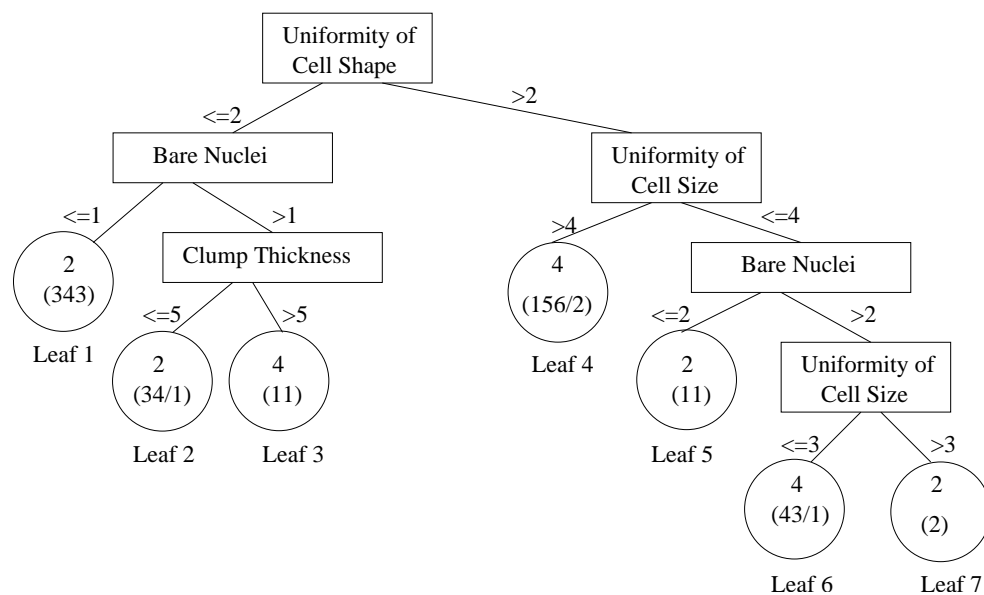 Uniformity of
Cell Shape
<=2
>2
Bare Nuclei
Uniformity of
Cell Size
<=1
>1
>4
<=4
2
(343)
Leaf 1
Clump Thickness
4
(156/2)
Leaf 4
Bare Nuclei
<=5
>5
<=2
>2
2
(34/1)
Leaf 2
4
(11)
Leaf 3
2
(11)
Leaf 5
Uniformity of
Cell Size
<=3
>3
4
(43/1)
Leaf 6
2
(2)
Leaf 7